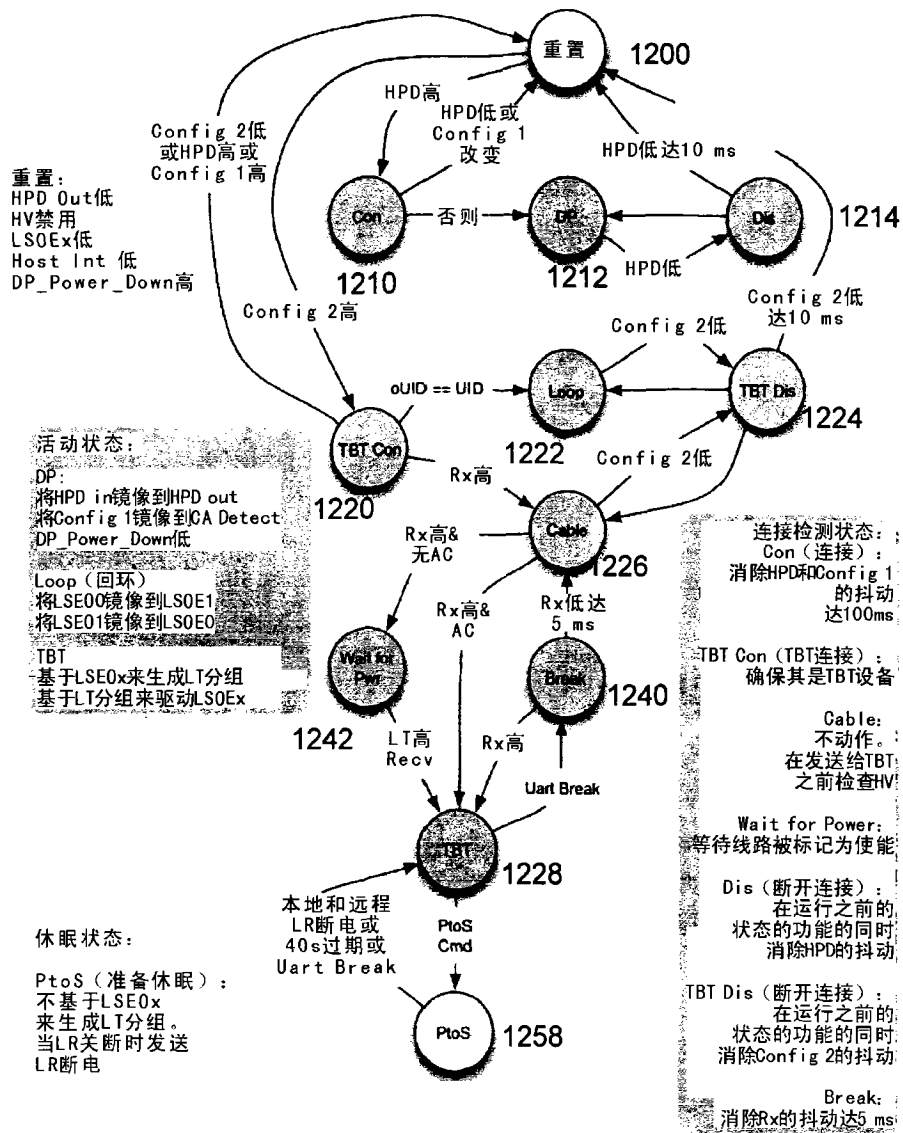 重置
1200
HPD高
HPD低或
Config 1
改变
Config 2低
或HPD高或
Config 1高
HPD低达10 ms
重置：
HPD Out低
HV禁用
LSOEx低
Host Int 低
DP_Power_Down高
Con
否则
DP
Dis
1214
1210
1212
HPD低
Config 2高
Config 2低
达10 ms
Config 2低
oUID == UID
Loop
TBT Dis
1222
1224
TBT Con
1220
Rx高
Config 2低
活动状态：
DP:
将HPD in镜像到HPD out
将Config 1镜像到CA Detect
DP_Power_Down低
Loop（回环）
将LSEO0镜像到LSOE1
将LSEO1镜像到LSOE0
TBT
基于LSEOx来生成LT分组
基于LT分组来驱动LSOEx
Cable
1226
Rx高&
无AC
Rx高&
AC
Rx低达
5 ms
Wait for
Pwr
1242
Break
1240
LT高
Recv
Rx高
Uart Break
TBT
1228
本地和远程
LR断电或
40s过期或
Uart Break
PtoS
Cmd
PtoS
1258
休眠状态：
PtoS（准备休眠）：
不基于LSEOx
来生成LT分组。
当LR关断时发送
LR断电
连接检测状态：
Con（连接）：
消除HPD和Config 1
的抖动
达100ms
TBT Con（TBT连接）：
确保其是TBT设备
Cable：
不动作。
在发送给TBT
之前检查HV
Wait for Power：
等待线路被标记为使能
Dis（断开连接）：
在运行之前的
状态的功能的同时
消除HPD的抖动
TBT Dis（断开连接）：
在运行之前的
状态的功能的同时
消除Config 2的抖动
Break：
消除Rx的抖动达5 ms